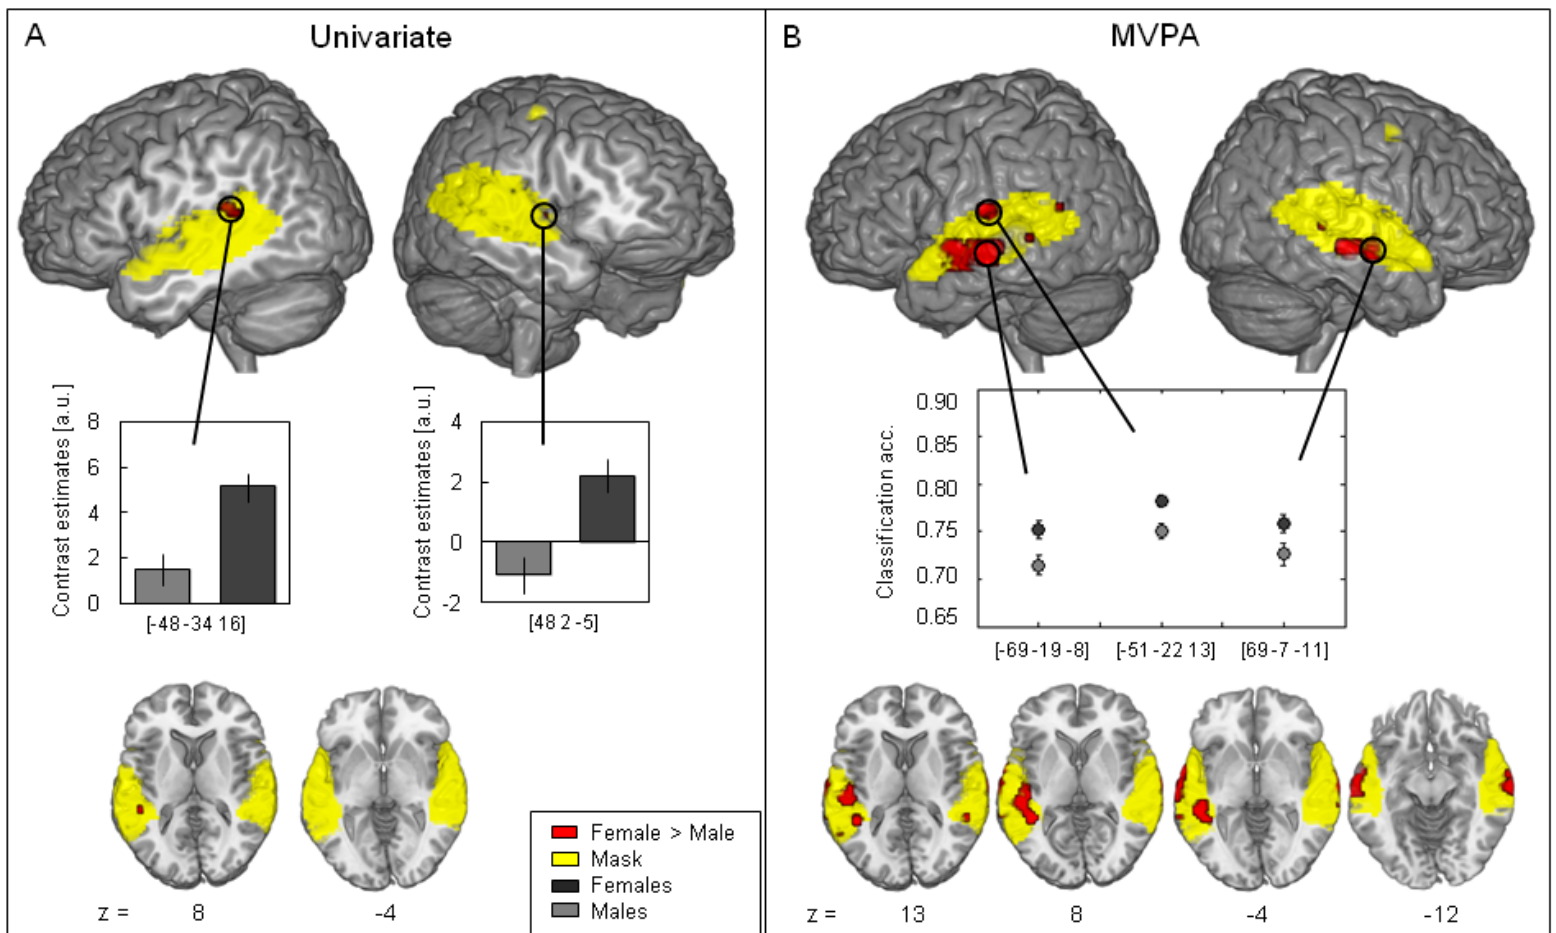 A
Univariate
B
MVPA
Contrast estimates [a.u.]
8
6
4
2
0
[-48 -34 16]
Contrast estimates [a.u.]
4
2
0
-2
[48 2 -5]
Classification acc.
0.90
0.85
0.80
0.75
0.70
0.65
[-69 -19 -8] [-51 -22 13] [69 -7 -11]
Female > Male
Mask
Females
Males
z = 8 -4
z = 13 8 -4 -12